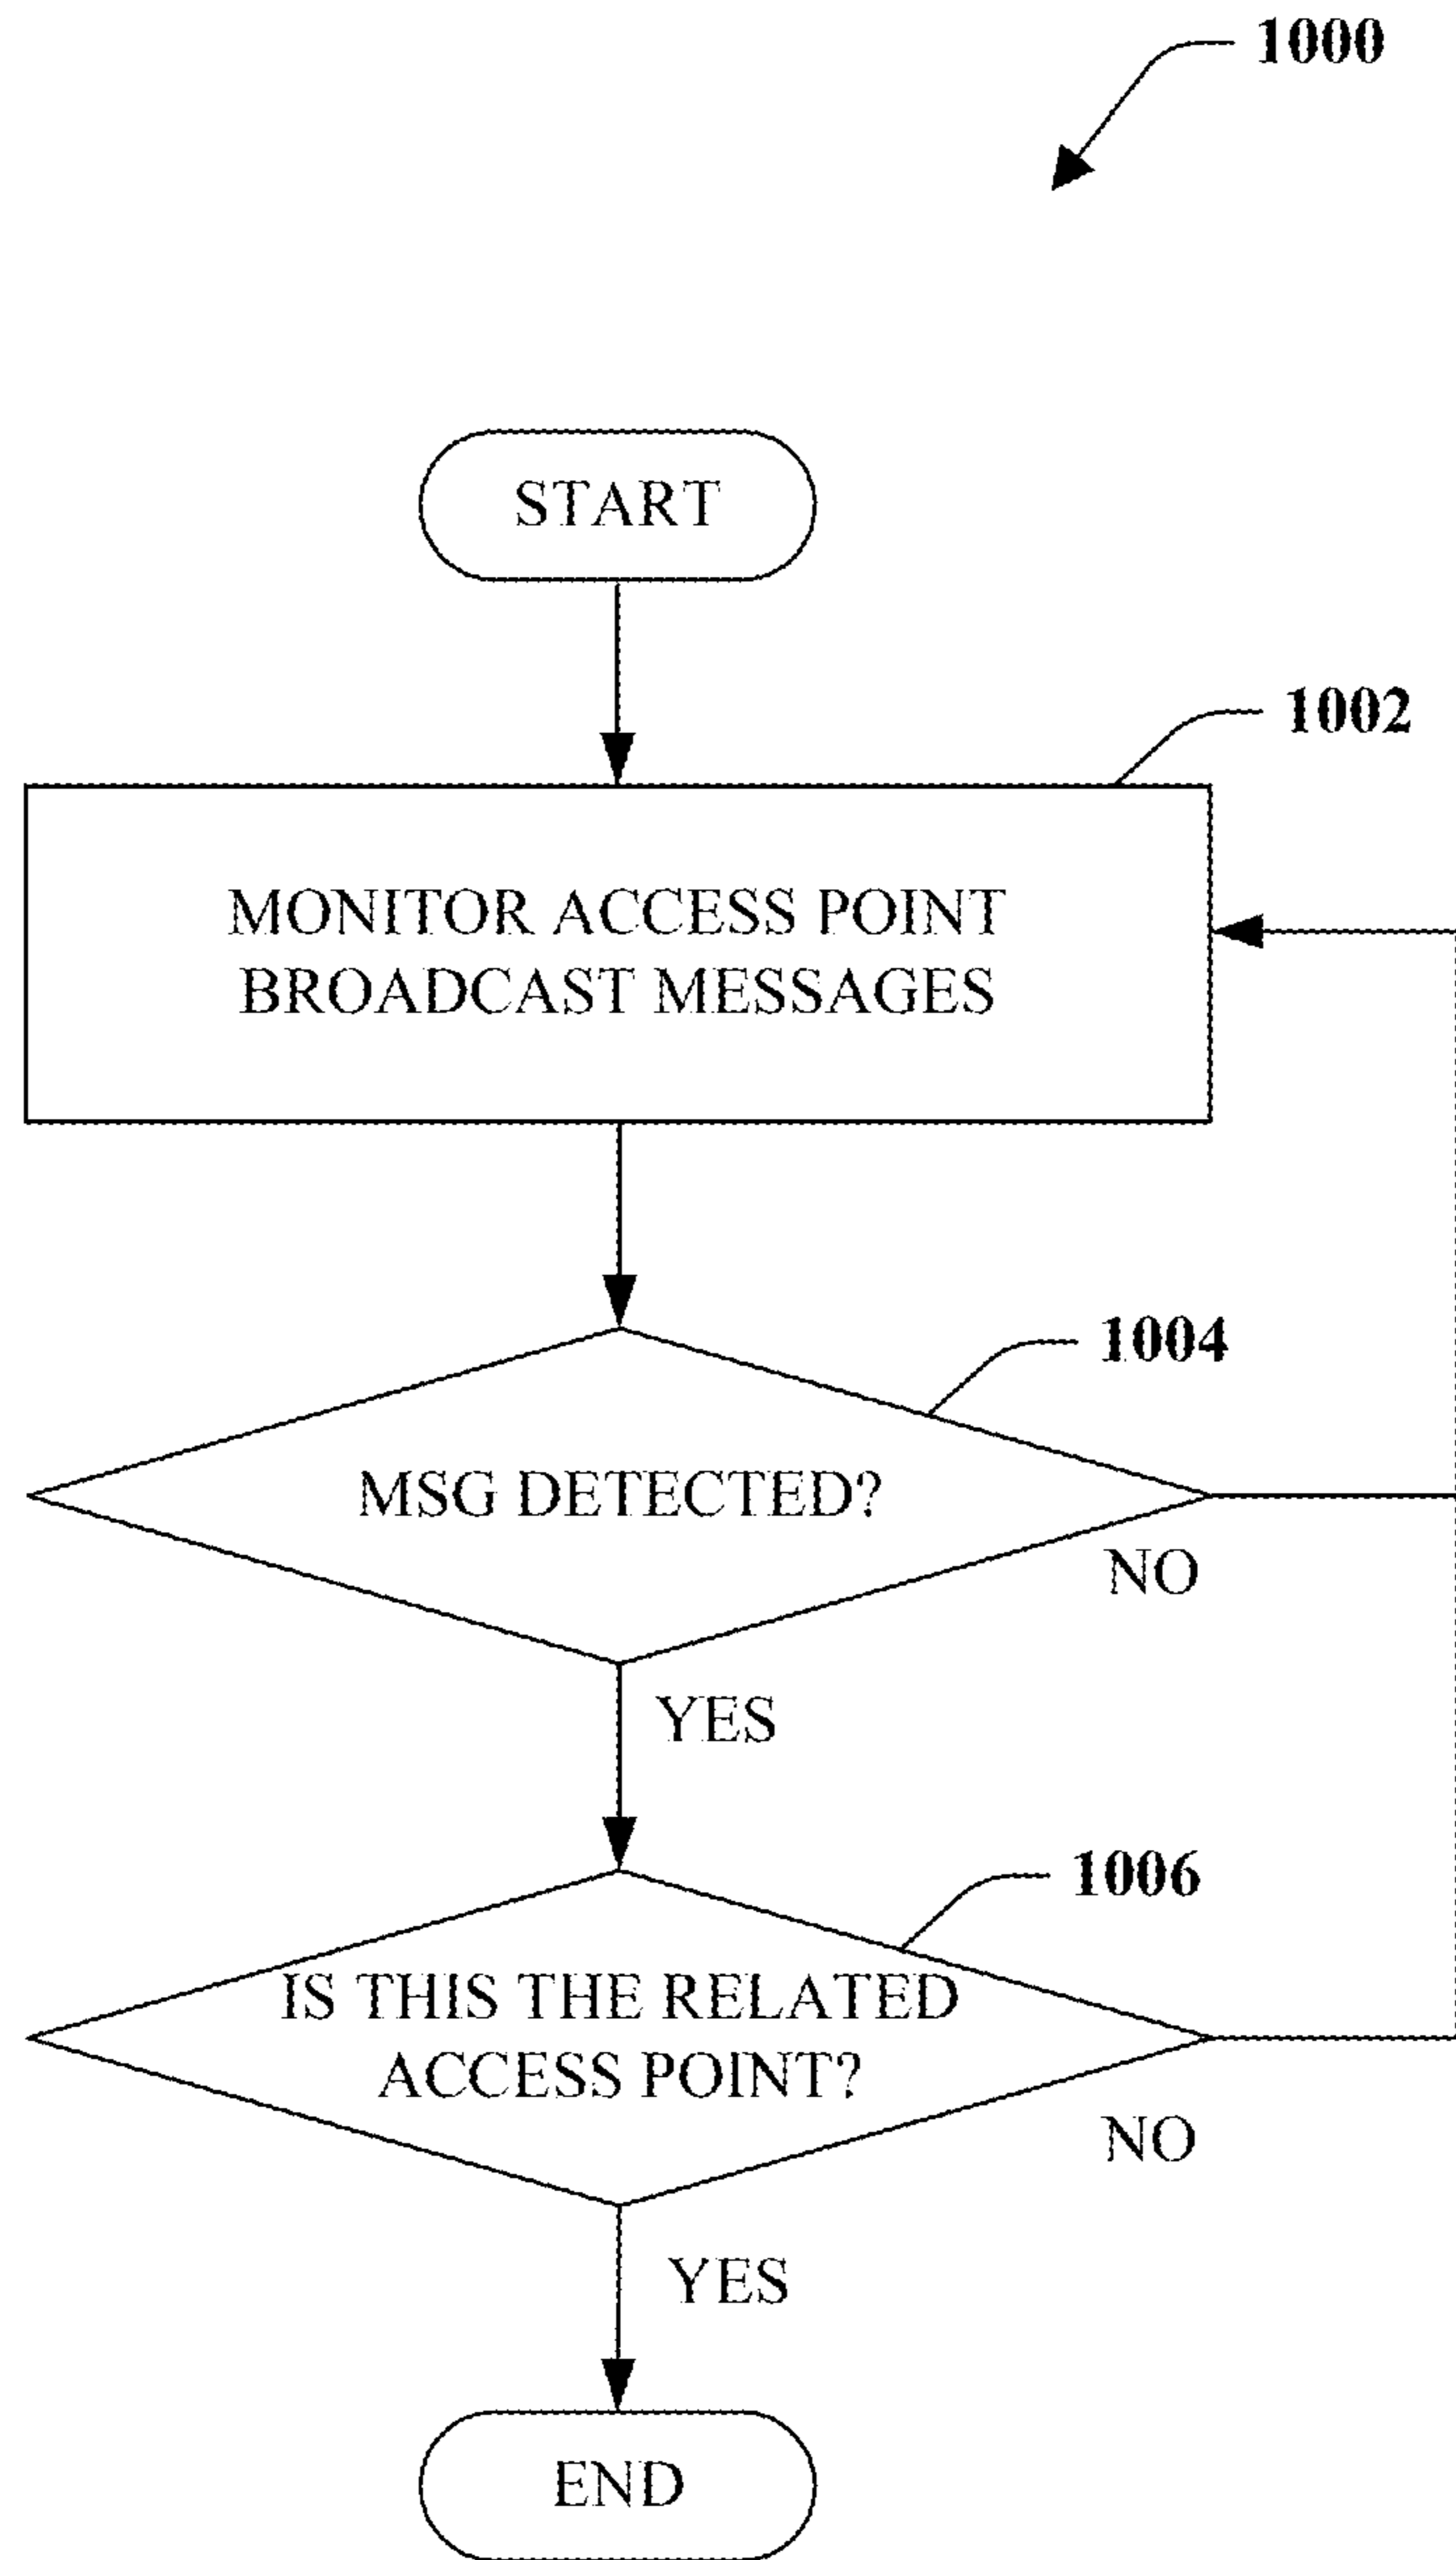 1000
START
1002
MONITOR ACCESS POINT
BROADCAST MESSAGES
1004
MSG DETECTED?
NO
YES
1006
IS THIS THE RELATED
ACCESS POINT?
NO
YES
END